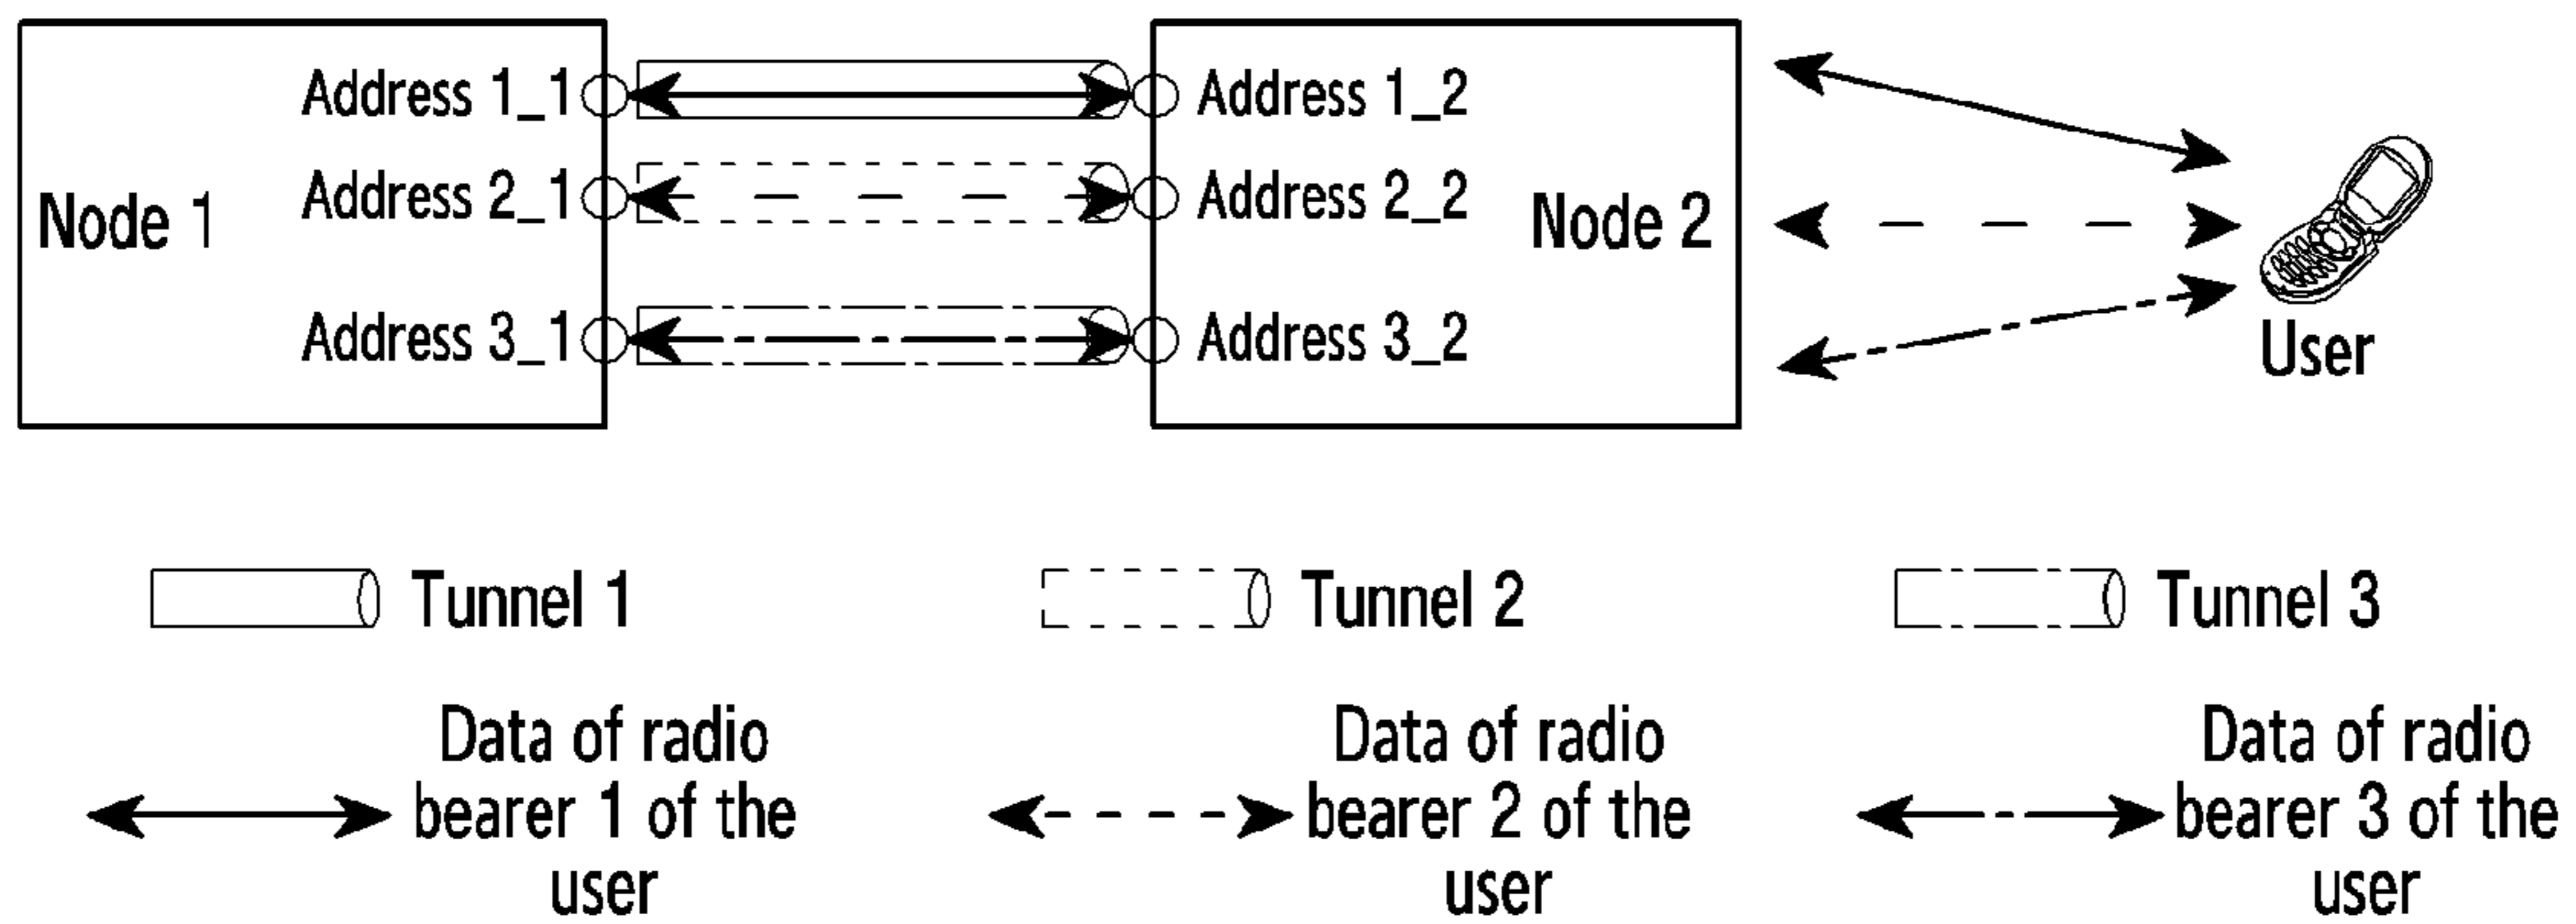 Address 1_1
Address 1_2
Address 2_1
Address 2_2
Node 1
Node 2
Address 3_1
Address 3_2
User
Tunnel 1
Tunnel 2
Tunnel 3
Data of radio
bearer 1 of the
user
Data of radio
bearer 2 of the
user
Data of radio
bearer 3 of the
user